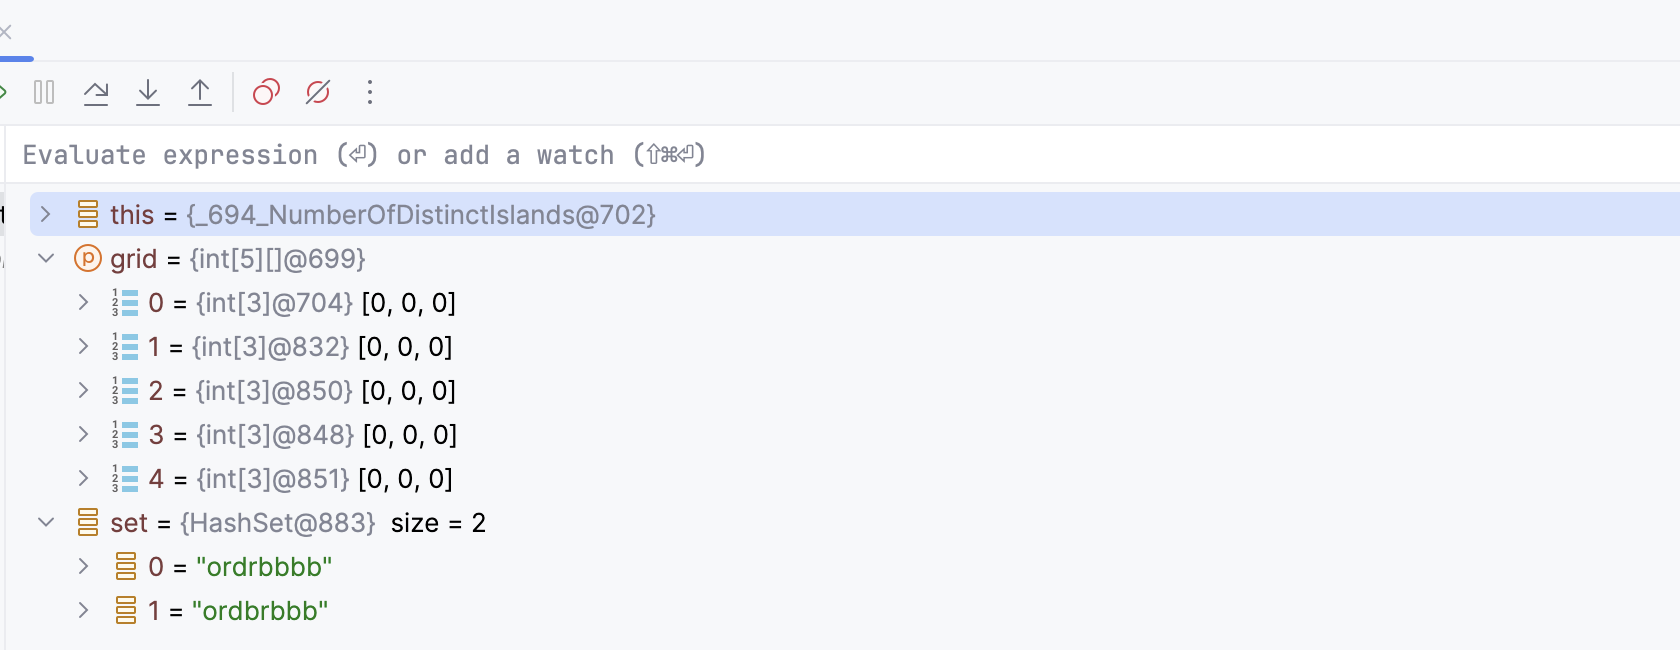 Evaluate expression (⏎) or add a watch (⇧⌘⏎)
this = {_694_NumberOfDistinctIslands@702}
grid = {int[5][]@699}
0 = {int[3]@704} [0, 0, 0]
1 = {int[3]@832} [0, 0, 0]
2 = {int[3]@850} [0, 0, 0]
3 = {int[3]@848} [0, 0, 0]
4 = {int[3]@851} [0, 0, 0]
set = {HashSet@883} size = 2
0 = "ordrbbbb"
1 = "ordbrbbb"